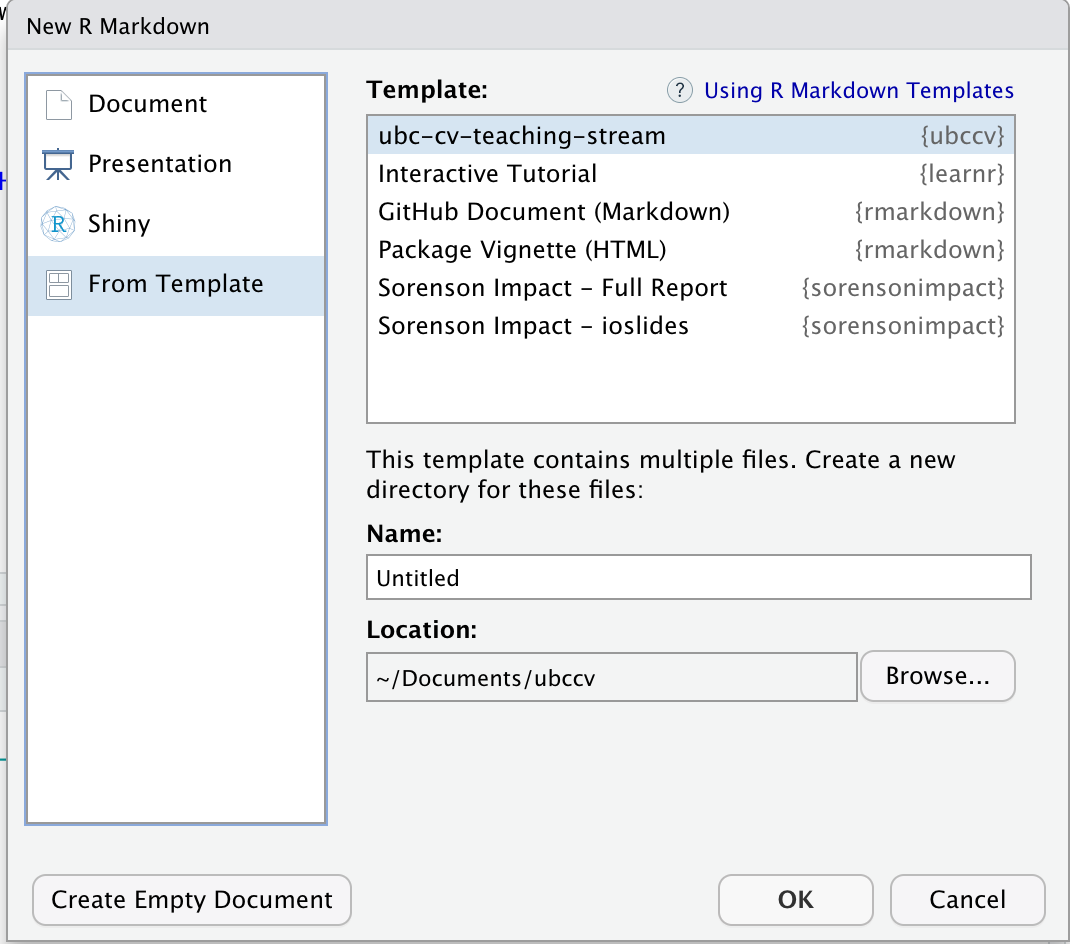 New R Markdown
Document
Presentation
Shiny
From Template
Template:
? Using R Markdown Templates
ubc-cv-teaching-stream {ubccv}
Interactive Tutorial {learnr}
GitHub Document (Markdown) {rmarkdown}
Package Vignette (HTML) {rmarkdown}
Sorenson Impact - Full Report {sorensonimpact}
Sorenson Impact - ioslides {sorensonimpact}
This template contains multiple files. Create a new
directory for these files:
Name:
Untitled
Location:
~/Documents/ubccv
Browse...
Create Empty Document
OK
Cancel